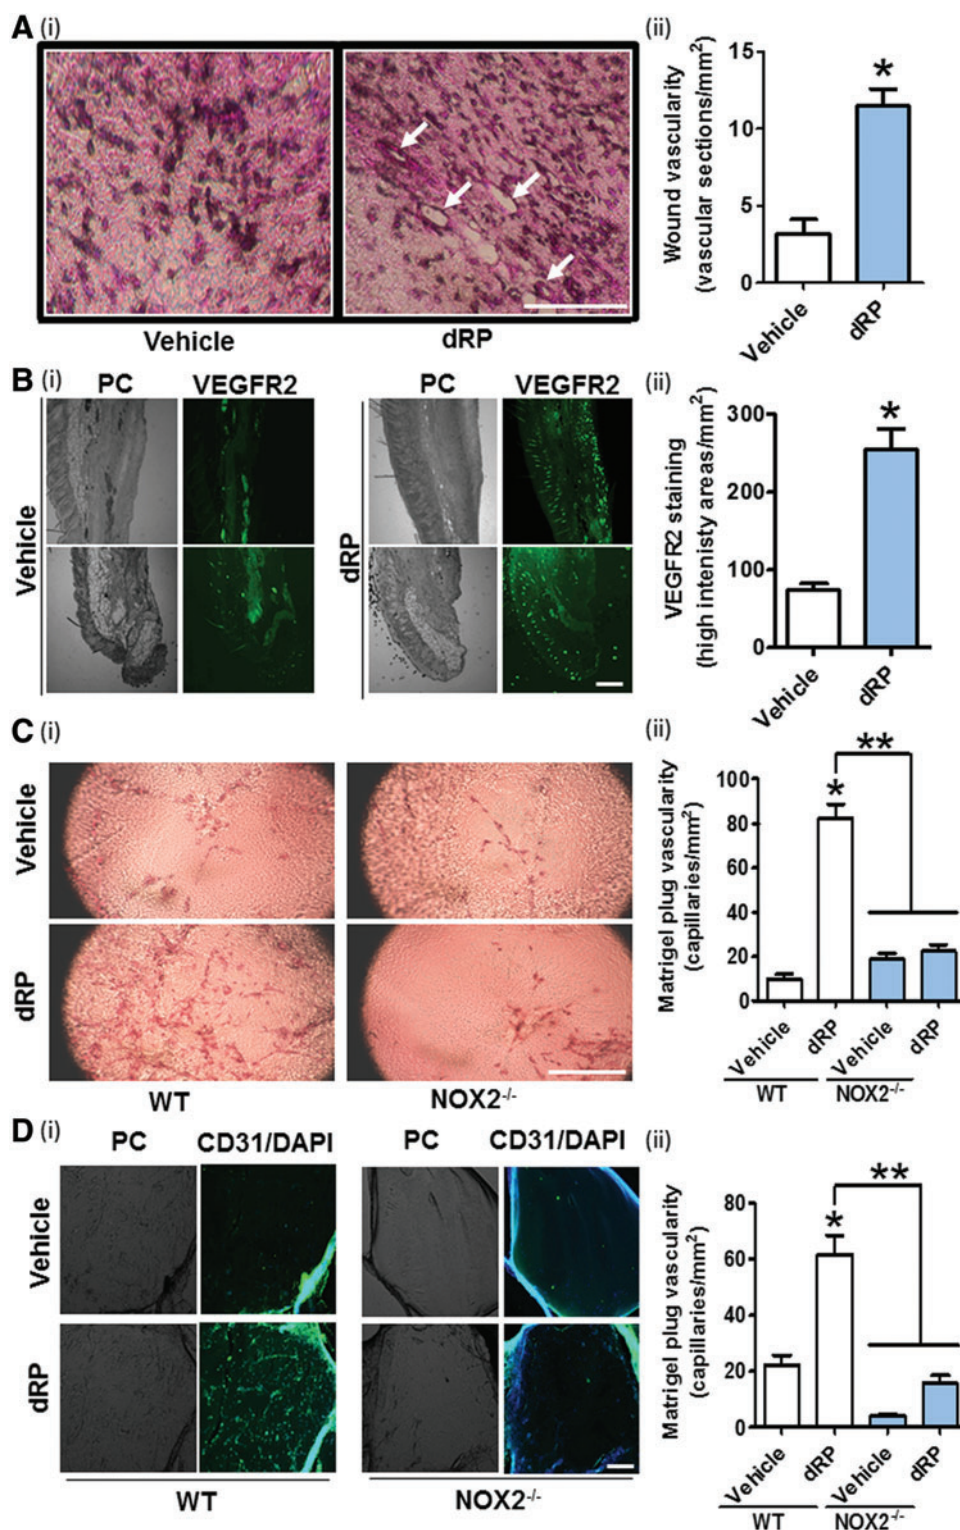 A (i)
Vehicle
dRP
(ii)
Wound vascularity
(vascular sections/mm²)
15
10
5
0
*
Vehicle
dRP
B (i)
PC
VEGFR2
PC
VEGFR2
Vehicle
dRP
(ii)
VEGFR2 staining
(high intenisty areas/mm²)
300
200
100
0
*
Vehicle
dRP
C (i)
Vehicle
dRP
WT
NOX2⁻/⁻
(ii)
Matrigel plug vascularity
(capillaries/mm²)
100
80
60
40
20
0
*
**
Vehicle
dRP
Vehicle
dRP
WT
NOX2⁻/⁻
D (i)
PC
CD31/DAPI
PC
CD31/DAPI
Vehicle
dRP
WT
NOX2⁻/⁻
(ii)
Matrigel plug vascularity
(capillaries/mm²)
80
60
40
20
0
*
**
Vehicle
dRP
Vehicle
dRP
WT
NOX2⁻/⁻